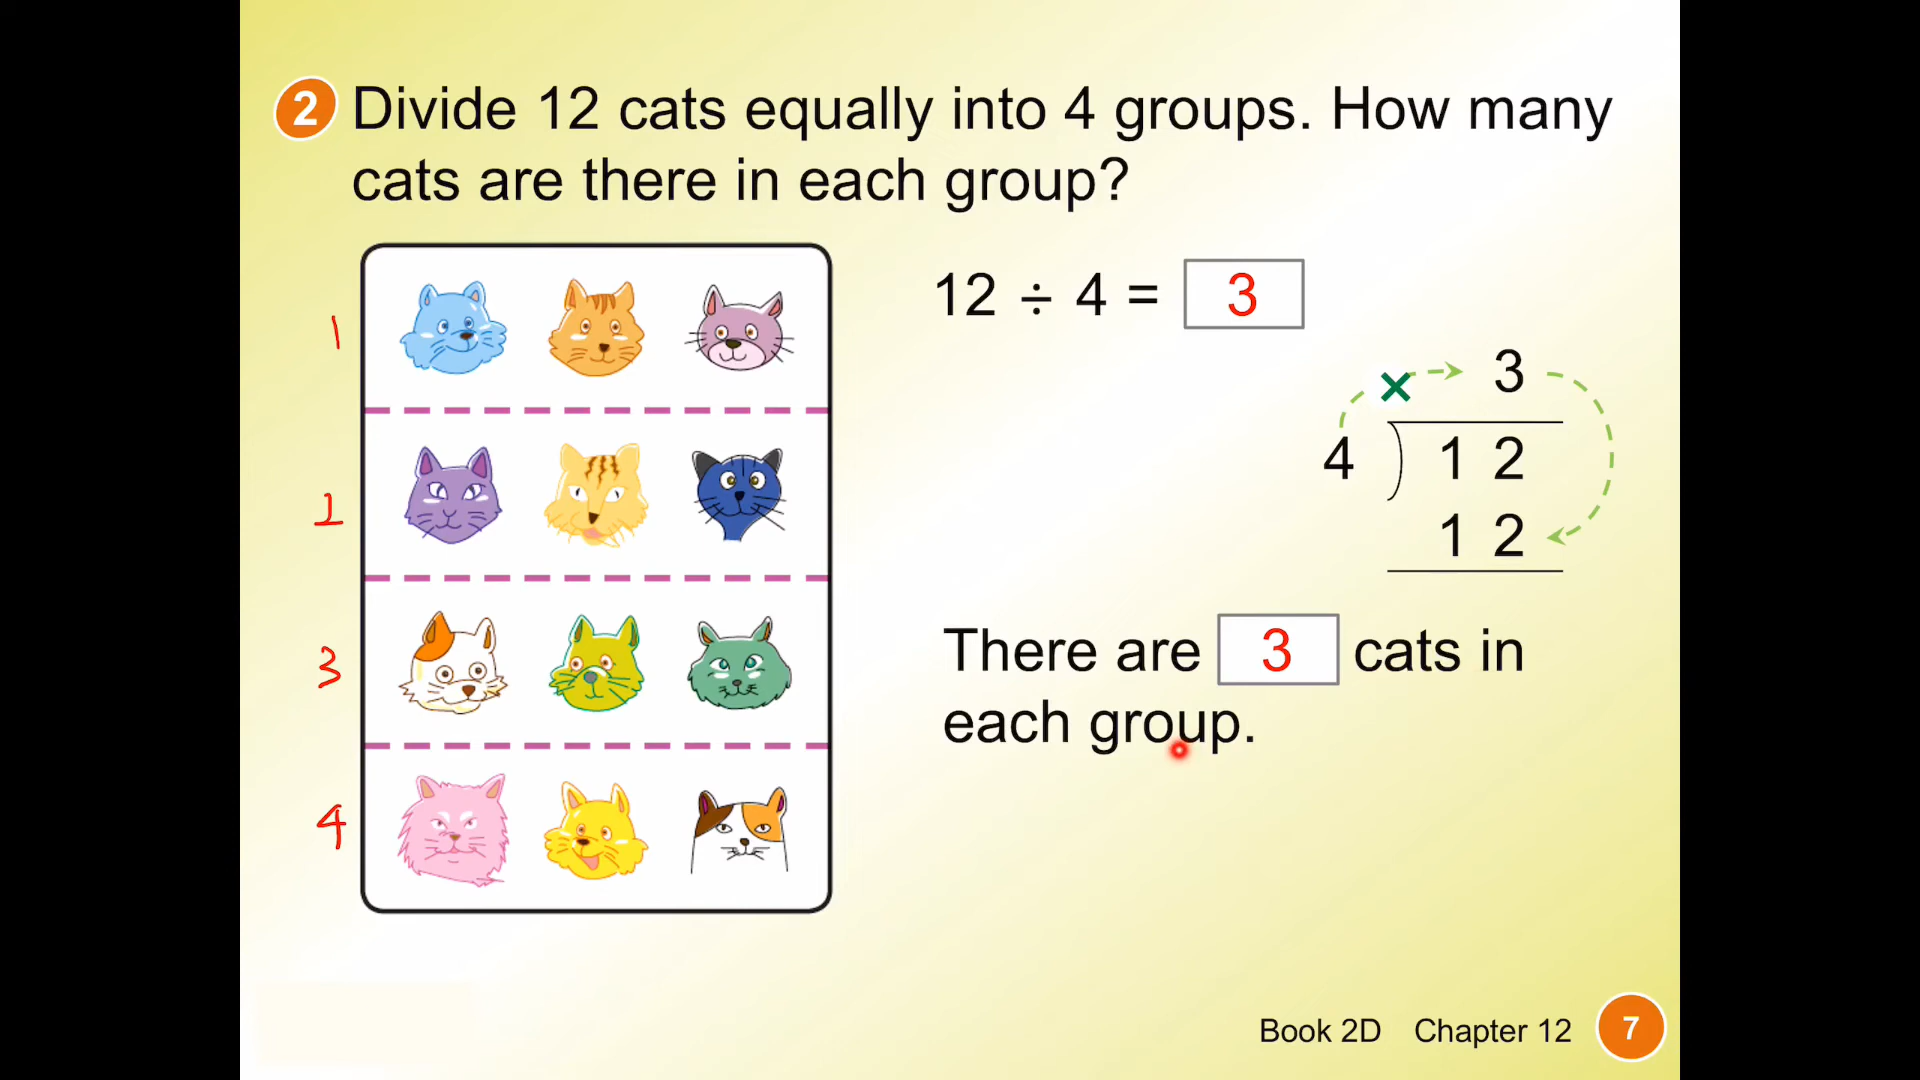 2 Divide 12 cats equally into 4 groups. How many
cats are there in each group?
1
2
3
4
12 ÷ 4 = 3
× 3
4 ) 1 2
1 2
There are 3 cats in
each group.
Book 2D Chapter 12 7